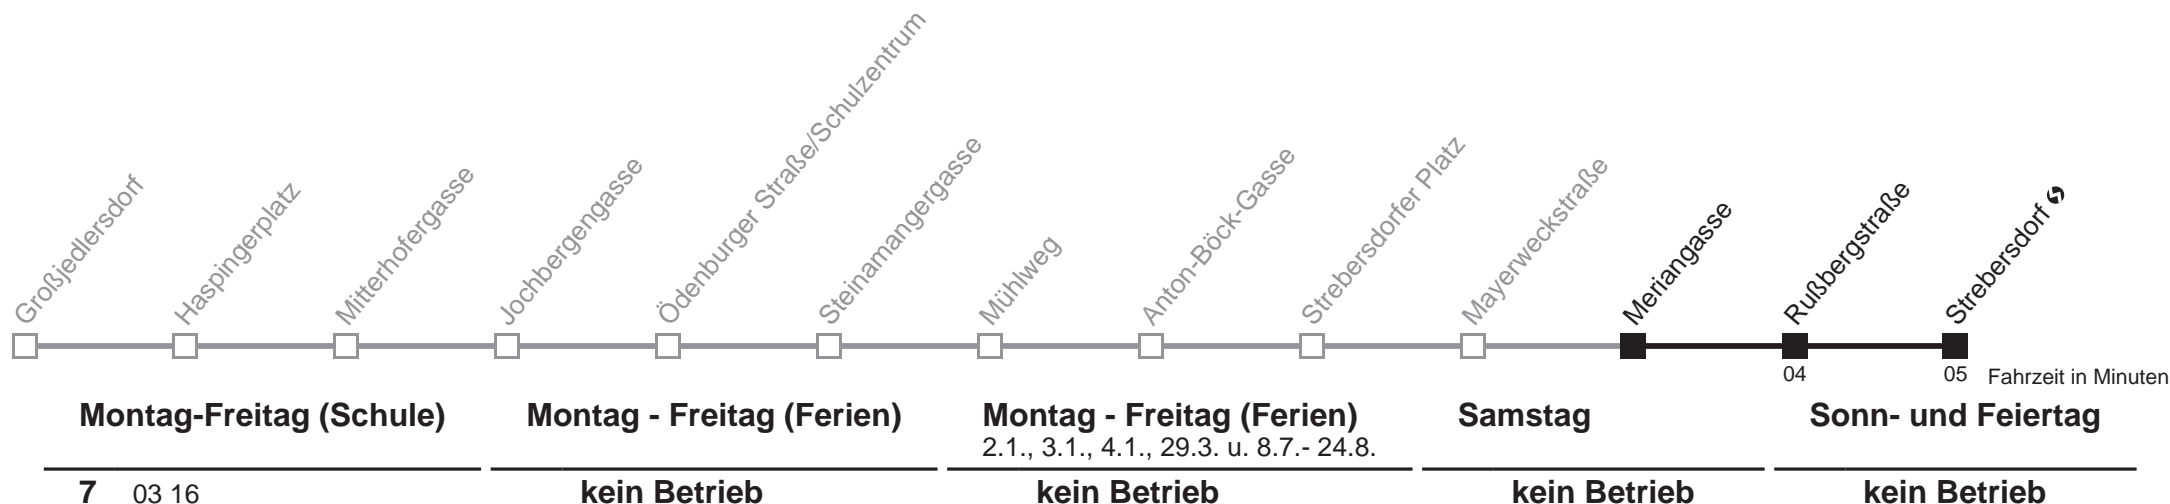 Großjedlersdorf
Haspingerplatz
Mitterhofergasse
Jochbergengasse
Ödenburger Straße/Schulzentrum
Steinamangergasse
Mühlweg
Anton-Böck-Gasse
Strebersdorfer Platz
Mayerweckstraße
Meriangasse
Rußbergstraße
Strebersdorf
04 05 Fahrzeit in Minuten
Montag-Freitag (Schule) Montag - Freitag (Ferien) Montag - Freitag (Ferien) Samstag Sonn- und Feiertag
2.1., 3.1., 4.1., 29.3. u. 8.7.- 24.8.
7 03 16 kein Betrieb kein Betrieb kein Betrieb kein Betrieb